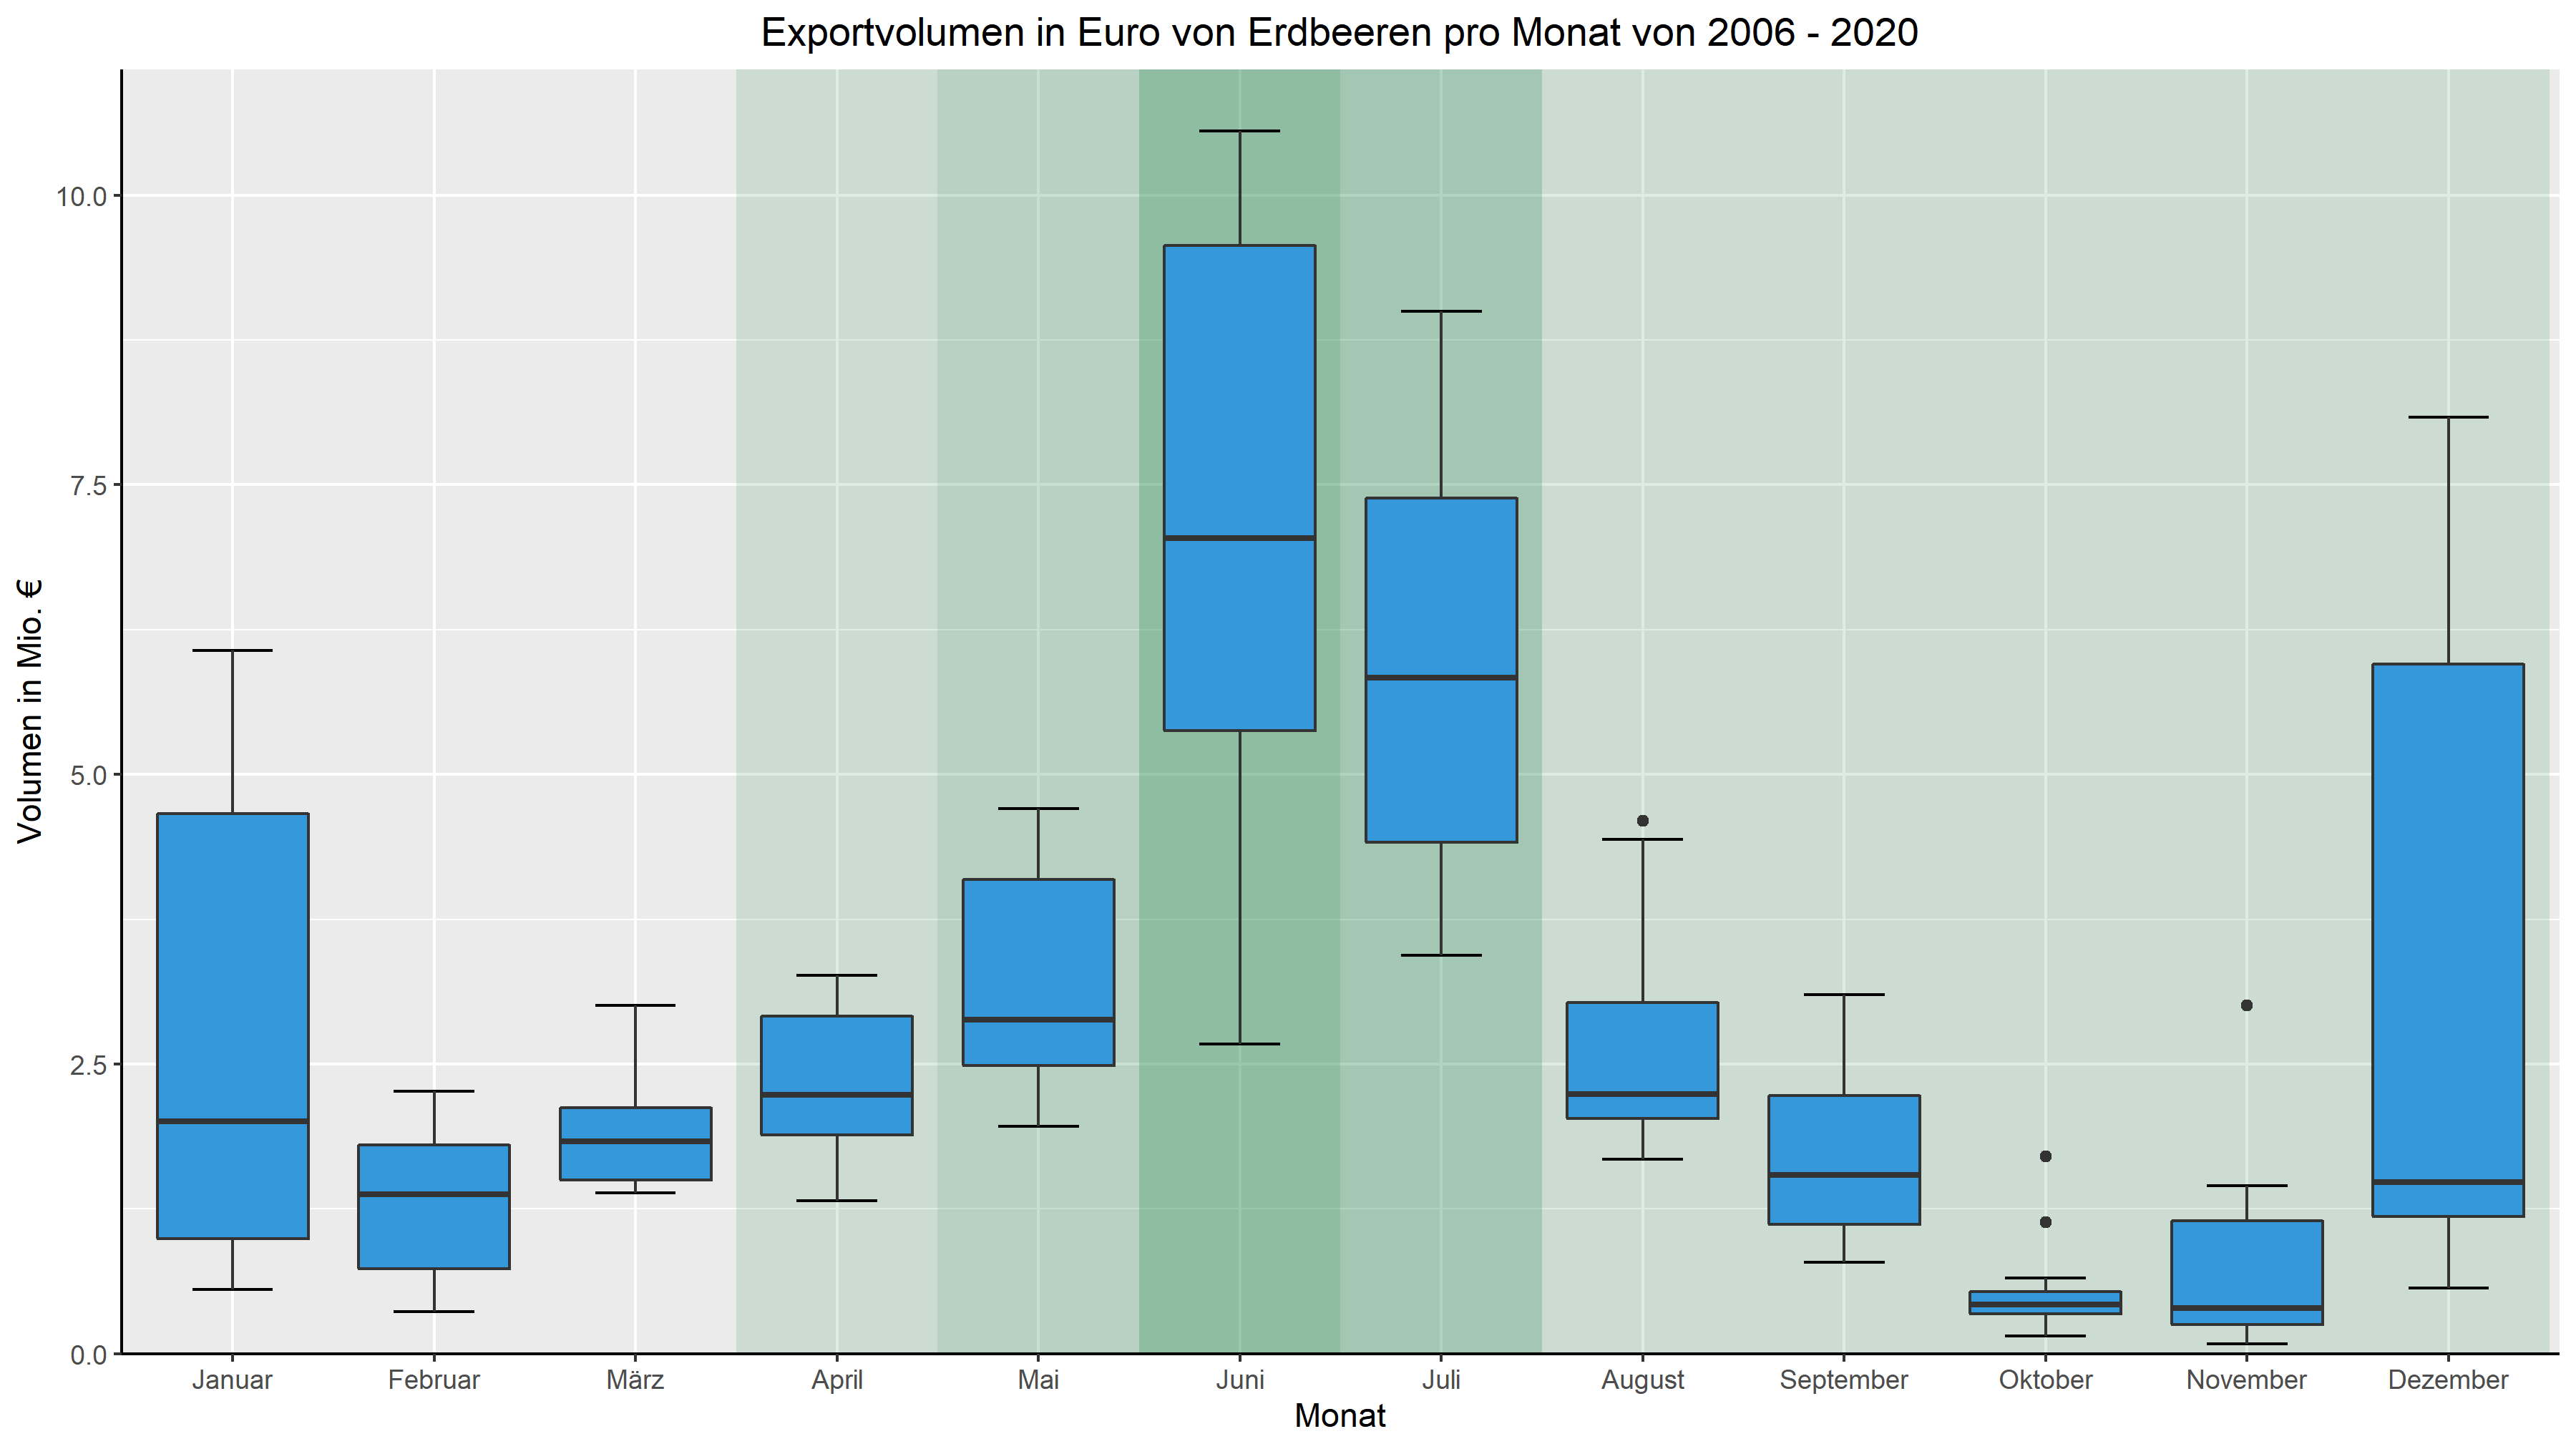 Exportvolumen in Euro von Erdbeeren pro Monat von 2006 - 2020
Volumen in Mio. €
10.0
7.5
5.0
2.5
0.0
Januar Februar März April Mai Juni Juli August September Oktober November Dezember
Monat